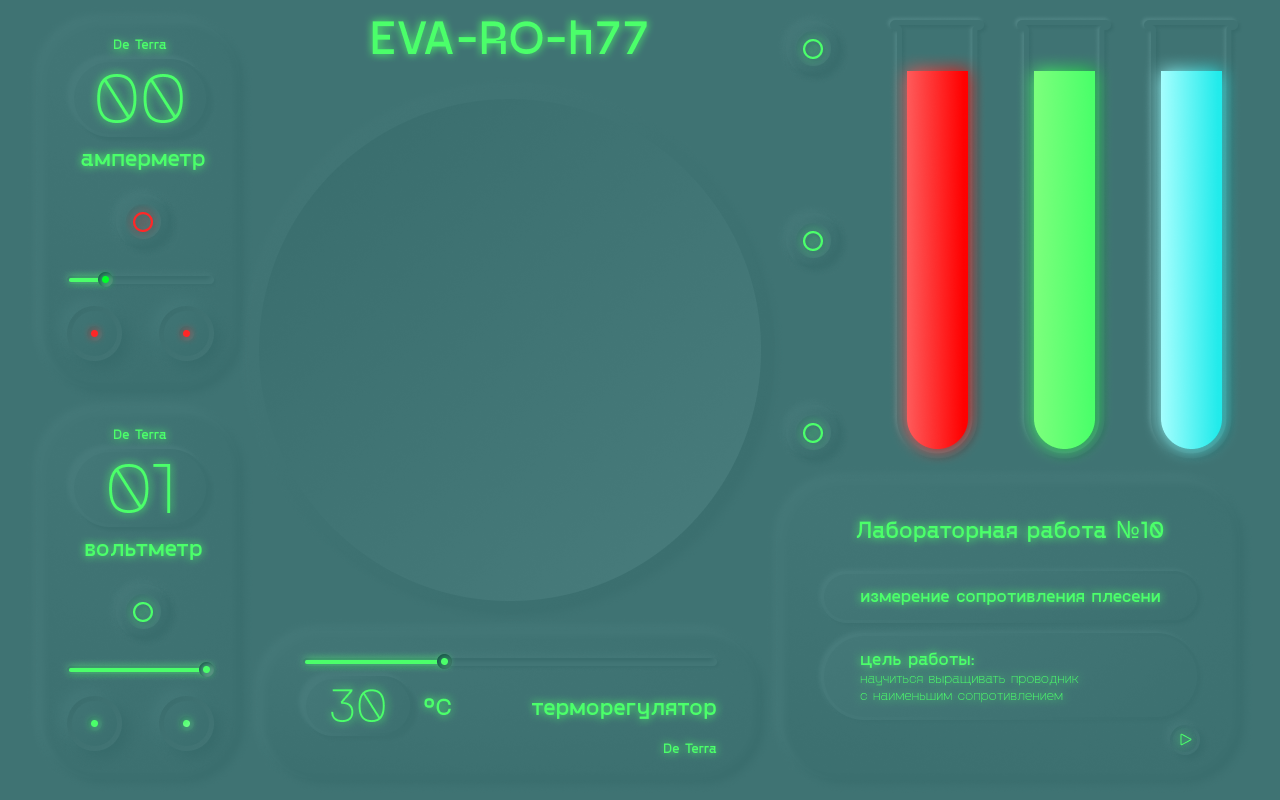 EVA-RO-h77
De Terra
00
амперметр
De Terra
01
вольтметр
30 °C
терморегулятор
De Terra
Лабораторная работа №10
измерение сопротивления плесени
цель работы:
научиться выращивать проводник
с наименьшим сопротивлением